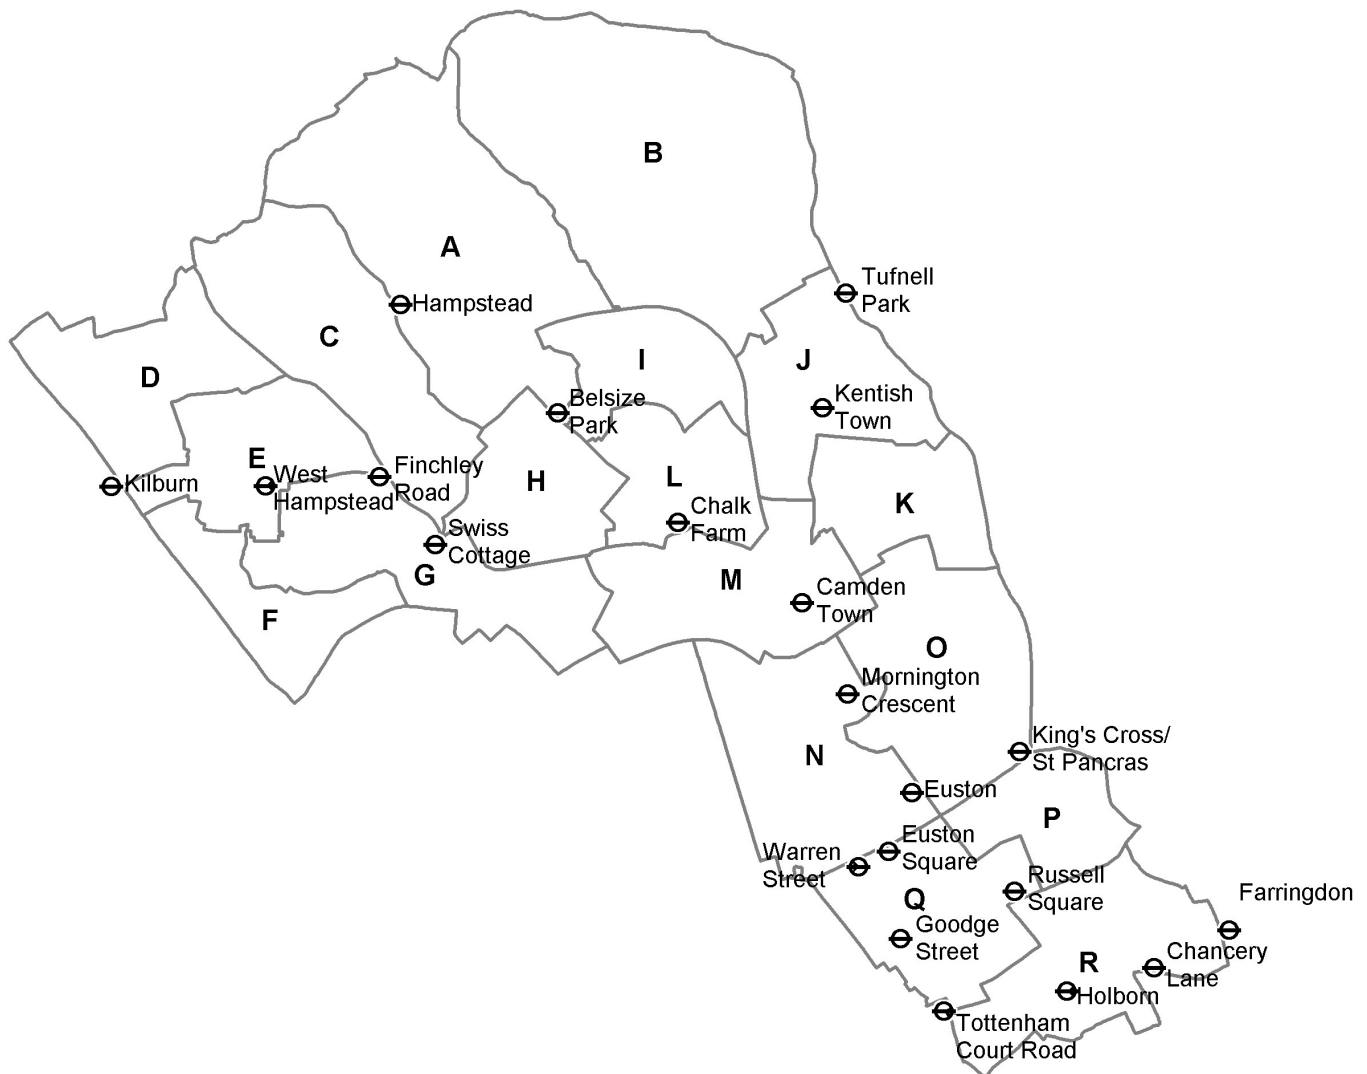 B
A
Tufnell
Park
Hampstead
C
I
J
D
Kentish
Town
Belsize
Park
E
West
Hampstead
Finchley
Road
Kilburn
H
L
K
Chalk
Farm
Swiss
Cottage
G
M
Camden
Town
F
O
Mornington
Crescent
King's Cross/
St Pancras
N
Euston
P
Euston
Square
Warren
Street
Russell
Square
Farringdon
Q
Goodge
Street
R
Chancery
Lane
Holborn
Tottenham
Court Road